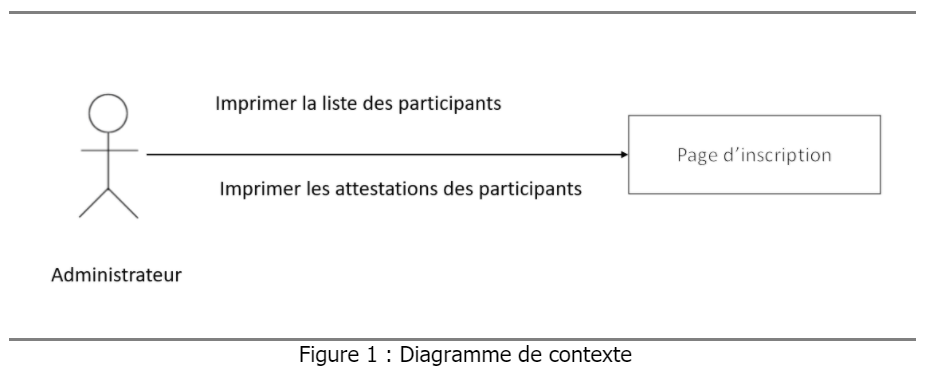 Imprimer la liste des participants
Page d'inscription
Imprimer les attestations des participants
Administrateur
Figure 1 : Diagramme de contexte